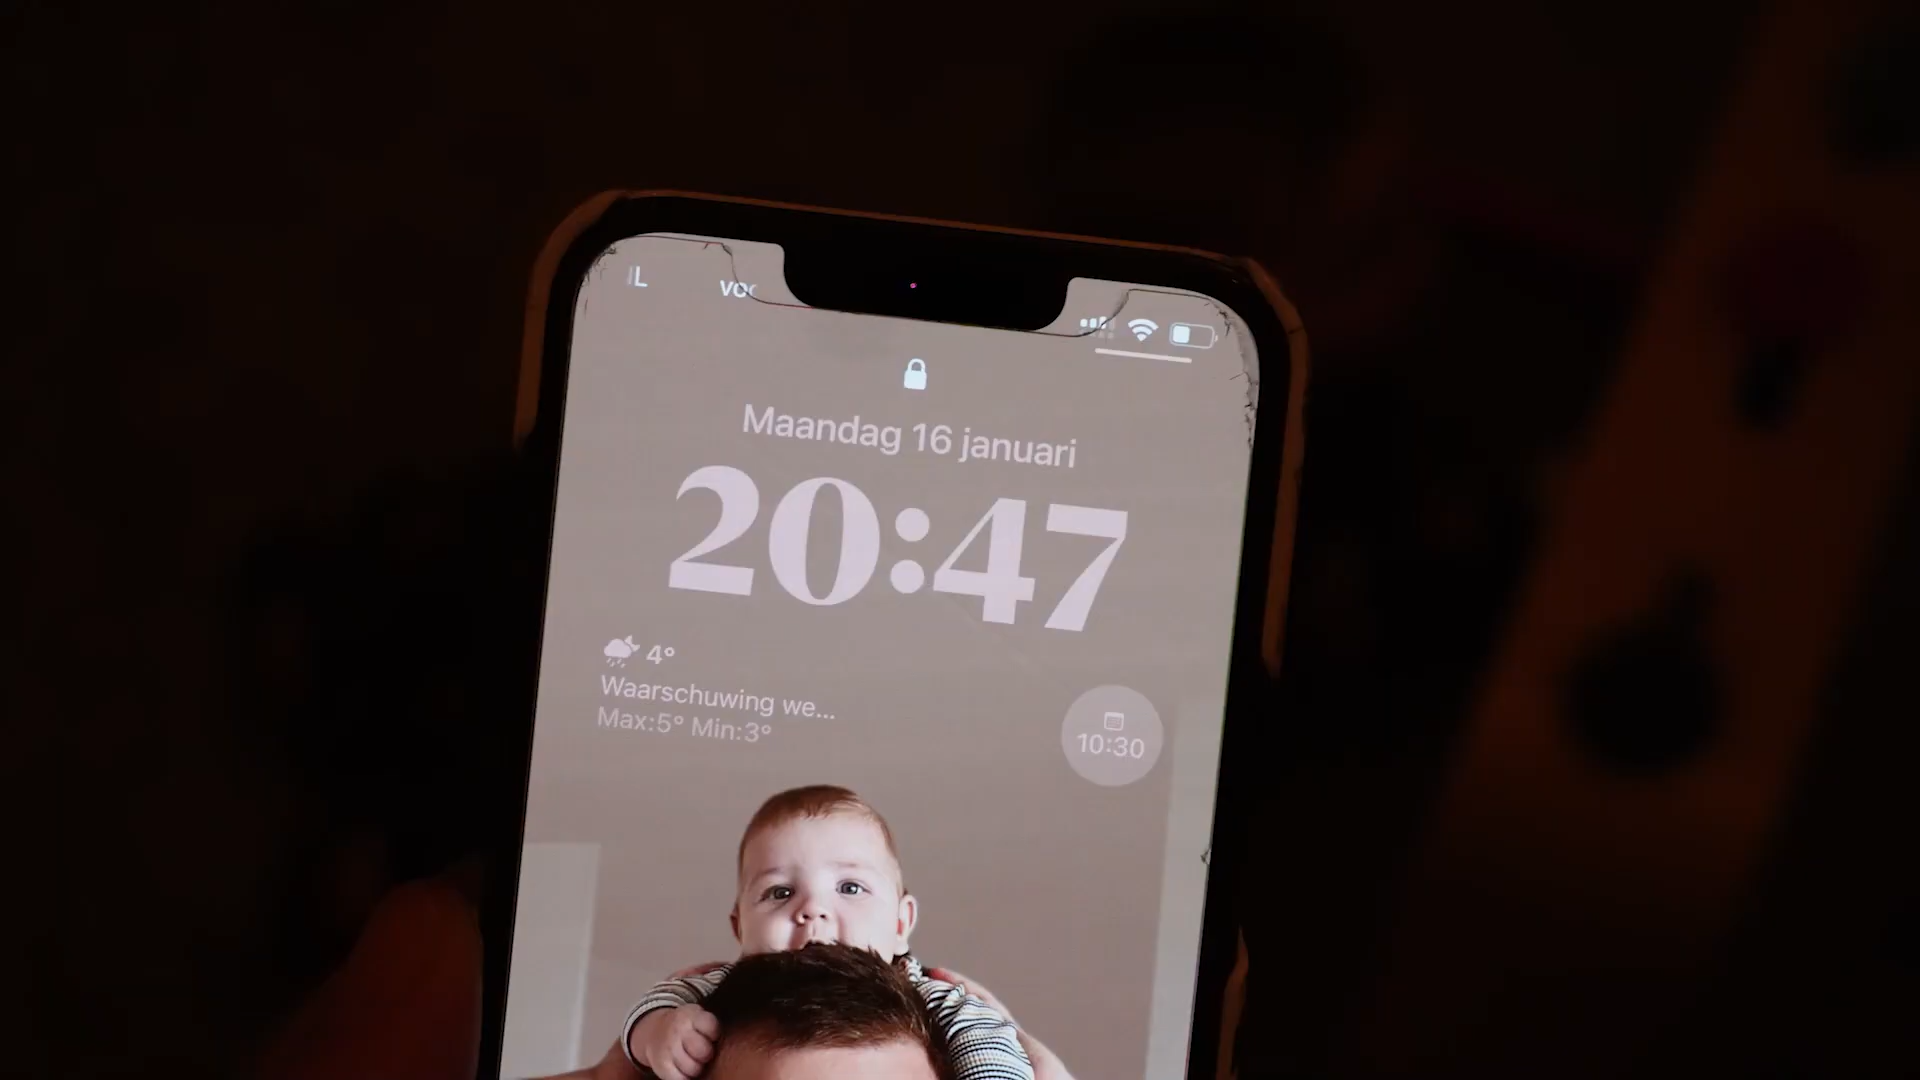 Maandag 16 januari
20:47
4°
Waarschuwing we...
Max:5° Min:3°
10:30